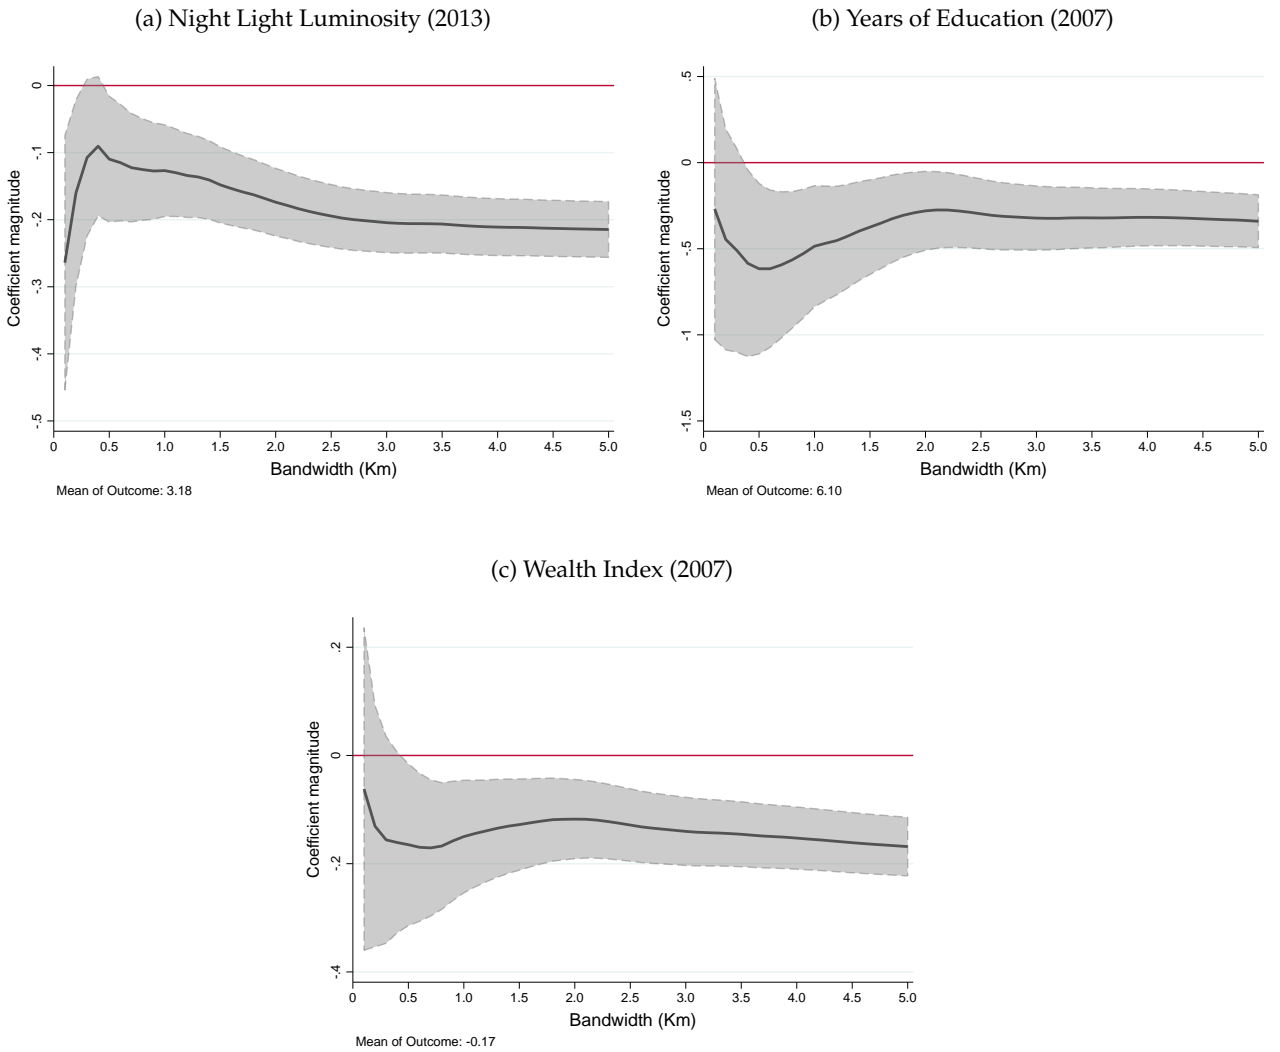 (a) Night Light Luminosity (2013)
Coefficient magnitude
0
-.1
-.2
-.3
-.4
-.5
0 0.5 1.0 1.5 2.0 2.5 3.0 3.5 4.0 4.5 5.0
Bandwidth (Km)
Mean of Outcome: 3.18
(b) Years of Education (2007)
Coefficient magnitude
.5
0
-.5
-1
-1.5
0 0.5 1.0 1.5 2.0 2.5 3.0 3.5 4.0 4.5 5.0
Bandwidth (Km)
Mean of Outcome: 6.10
(c) Wealth Index (2007)
Coefficient magnitude
.2
0
-.2
-.4
0 0.5 1.0 1.5 2.0 2.5 3.0 3.5 4.0 4.5 5.0
Bandwidth (Km)
Mean of Outcome: -0.17